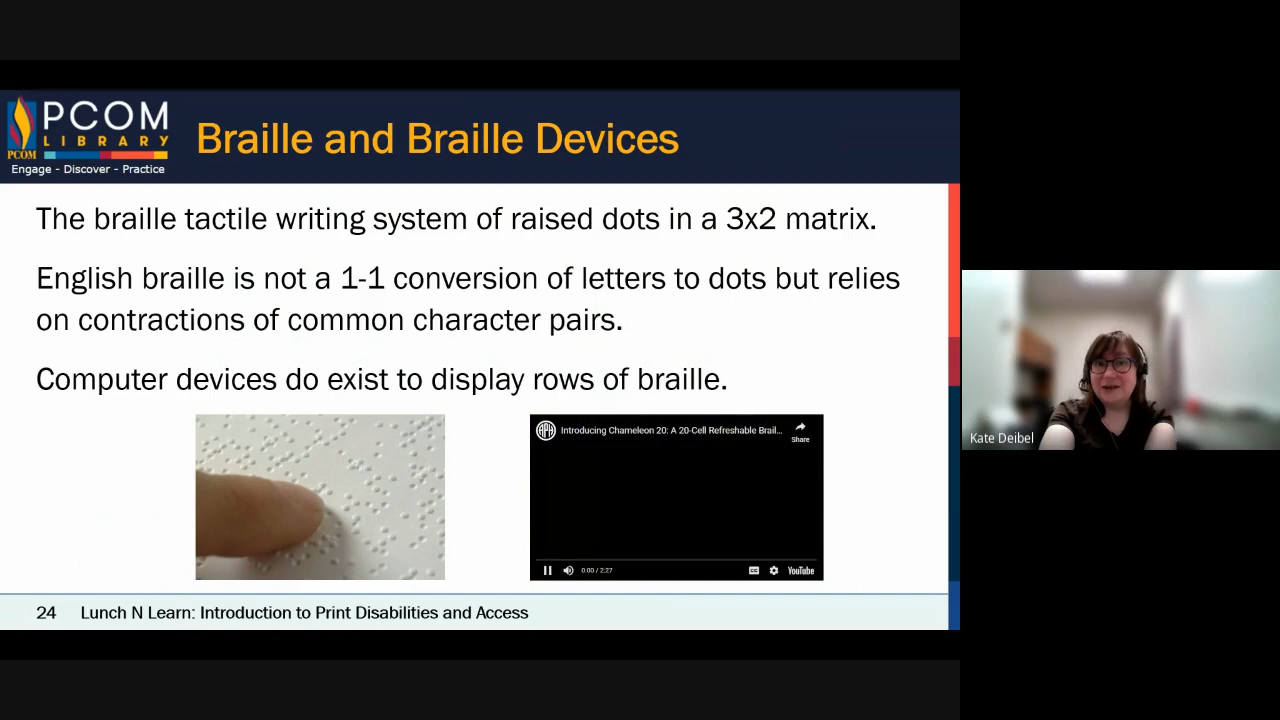 PCOM
LIBRARY
PCOM
Engage - Discover - Practice
Braille and Braille Devices
The braille tactile writing system of raised dots in a 3x2 matrix.
English braille is not a 1-1 conversion of letters to dots but relies
on contractions of common character pairs.
Computer devices do exist to display rows of braille.
APH
Introducing Chameleon 20: A 20-Cell Refreshable Brail...
Share
0:00 / 2:27
CC
YouTube
24 Lunch N Learn: Introduction to Print Disabilities and Access
Kate Deibel